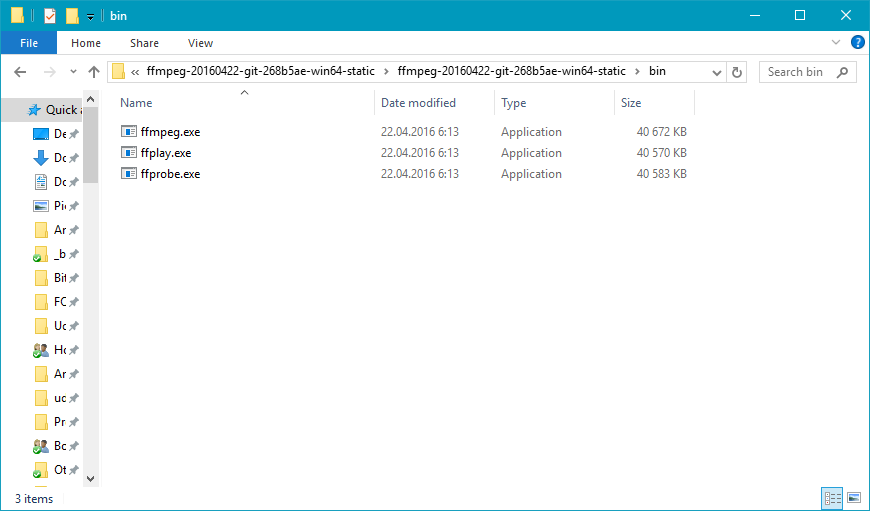 bin
File Home Share View
« ffmpeg-20160422-git-268b5ae-win64-static > ffmpeg-20160422-git-268b5ae-win64-static > bin
Search bin
Name Date modified Type Size
ffmpeg.exe 22.04.2016 6:13 Application 40 672 KB
ffplay.exe 22.04.2016 6:13 Application 40 570 KB
ffprobe.exe 22.04.2016 6:13 Application 40 583 KB
Quick a
De
Do
Do
Pic
Ar
_b
Bit
FC
Uc
Ho
Ar
uc
Pr
Bc
Ot
3 items